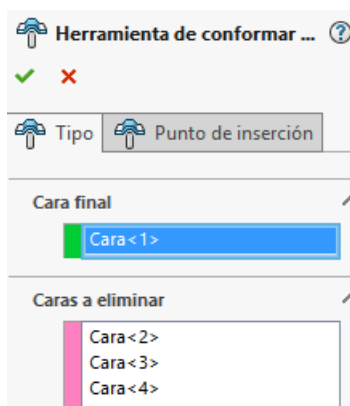 Herramienta de conformar ...
Tipo
Punto de inserción
Cara final
Cara<1>
Caras a eliminar
Cara<2>
Cara<3>
Cara<4>